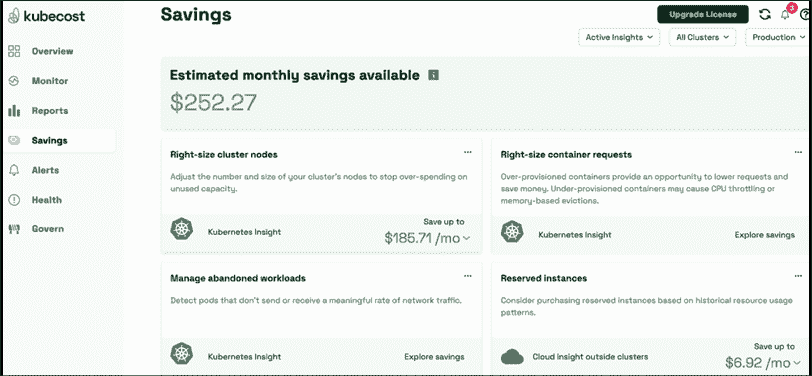 kubecost
Savings
Upgrade License
3
Active Insights
All Clusters
Production
Overview
Monitor
Reports
Savings
Alerts
Health
Govern
Estimated monthly savings available
$252.27
Right-size cluster nodes
Adjust the number and size of your cluster's nodes to stop over-spending on
unused capacity.
Kubernetes Insight
Save up to
$185.71 /mo
Right-size container requests
Over-provisioned containers provide an opportunity to lower requests and
save money. Under-provisioned containers may cause CPU throttling or
memory-based evictions.
Kubernetes Insight
Explore savings
Manage abandoned workloads
Detect pods that don't send or receive a meaningful rate of network traffic.
Kubernetes Insight
Explore savings
Reserved instances
Consider purchasing reserved instances based on historical resource usage
patterns.
Cloud Insight outside clusters
Save up to
$6.92 /mo